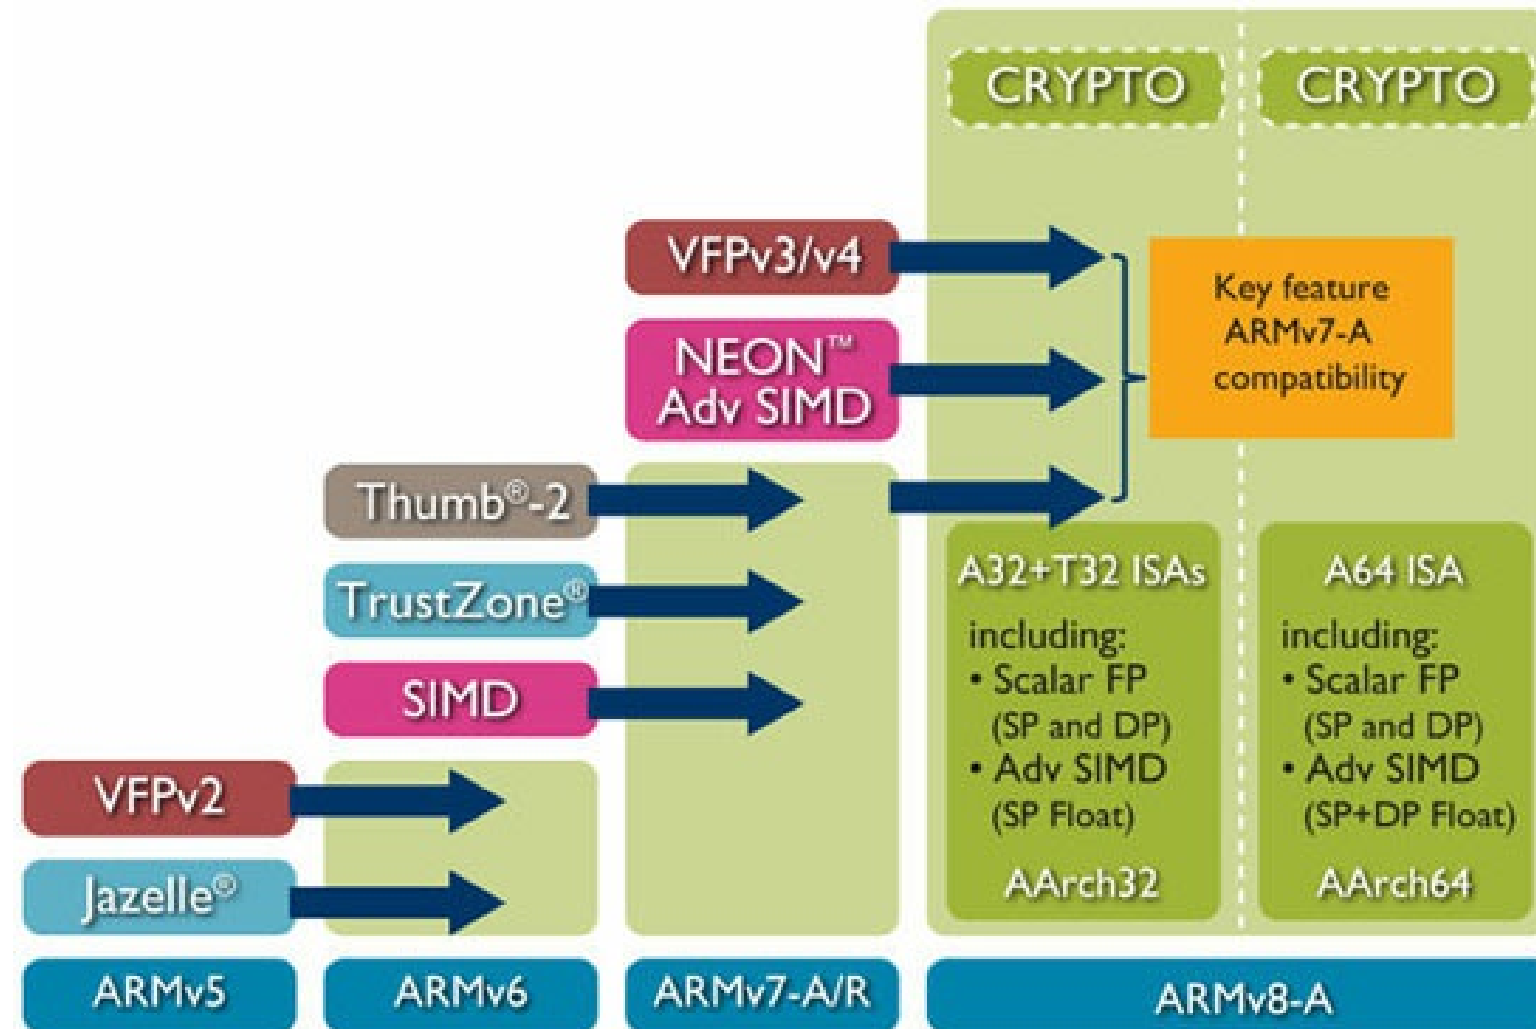 CRYPTO
CRYPTO
VFPv3/v4
Key feature
ARMv7-A
compatibility
NEON™
Adv SIMD
Thumb®-2
TrustZone®
SIMD
VFPv2
Jazelle®
A32+T32 ISAs
including:
• Scalar FP
(SP and DP)
• Adv SIMD
(SP Float)
AArch32
A64 ISA
including:
• Scalar FP
(SP and DP)
• Adv SIMD
(SP+DP Float)
AArch64
ARMv5
ARMv6
ARMv7-A/R
ARMv8-A